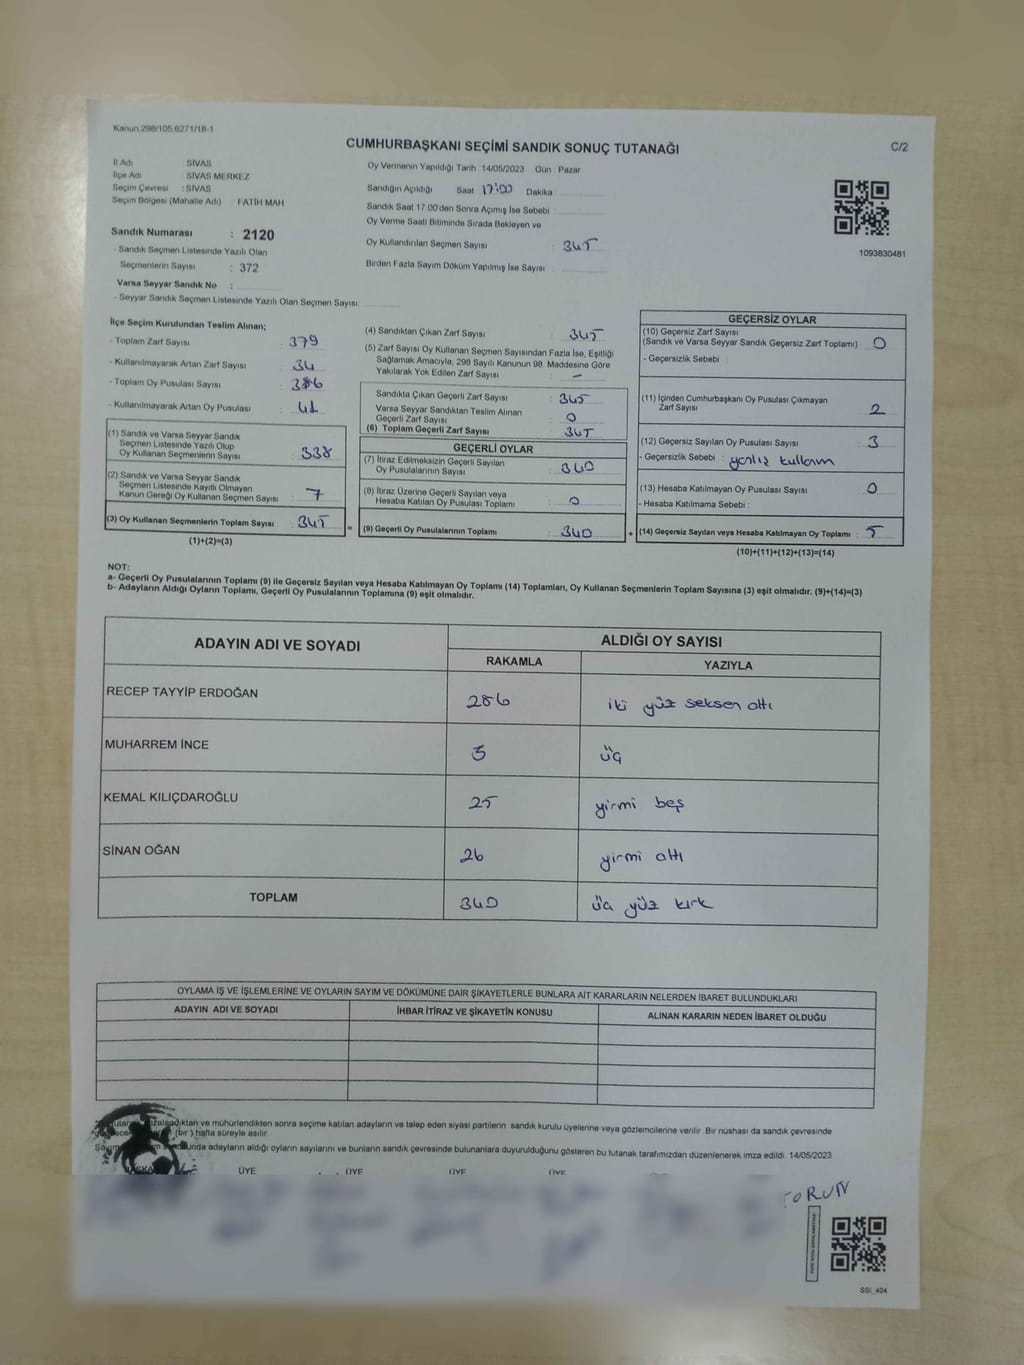 Kanun,298/105.6271/18-1
CUMHURBAŞKANI SEÇİMİ SANDIK SONUÇ TUTANAĞI
C/2
İl Adı SİVAS
İlçe Adı SİVAS MERKEZ
Seçim Çevresi : SİVAS
Seçim Bölgesi (Mahalle Adı) : FATİH MAH
Sandık Numarası : 2120
- Sandık Seçmen Listesinde Yazılı Olan
Seçmenlerin Sayısı : 372
Varsa Seyyar Sandık No :
- Seyyar Sandık Seçmen Listesinde Yazılı Olan Seçmen Sayısı:
Oy Vermenin Yapıldığı Tarih 14/05/2023 Gün Pazar
Sandığın Açıldığı Saat 17:00 Dakika
Sandık Saat 17.00'den Sonra Açımış İse Sebebi :
Oy Verme Saati Bitiminde Sırada Bekleyen ve
Oy Kullandırılan Seçmen Sayısı : 345
Birden Fazla Sayım Döküm Yapılmış İse Sayısı :
1093830481
İlçe Seçim Kurulundan Teslim Alınan;
- Toplam Zarf Sayısı : 379
- Kullanılmayarak Artan Zarf Sayısı : 34
- Toplam Oy Pusulası Sayısı : 386
- Kullanılmayarak Artan Oy Pusulası : 41
(1) Sandık ve Varsa Seyyar Sandık
Seçmen Listesinde Yazılı Olup
Oy Kullanan Seçmenlerin Sayısı : 338
(2) Sandık ve Varsa Seyyar Sandık
Seçmen Listesinde Kayıtlı Olmayan
Kanun Gereği Oy Kullanan Seçmen Sayısı : 7
(3) Oy Kullanan Seçmenlerin Toplam Sayısı : 345
(1)+(2)=(3)
(4) Sandıktan Çıkan Zarf Sayısı : 345
(5) Zarf Sayısı Oy Kullanan Seçmen Sayısından Fazla İse, Eşitliği
Sağlamak Amacıyla, 298 Sayılı Kanunun 98. Maddesine Göre
Yakılarak Yok Edilen Zarf Sayısı : -
Sandıkta Çıkan Geçerli Zarf Sayısı : 345
Varsa Seyyar Sandıktan Teslim Alınan
Geçerli Zarf Sayısı : 0
(6) Toplam Geçerli Zarf Sayısı : 345
GEÇERLİ OYLAR
(7) İtiraz Edilmeksizin Geçerli Sayılan
Oy Pusulalarının Sayısı : 340
(8) İtiraz Üzerine Geçerli Sayılan veya
Hesaba Katılan Oy Pusulası Toplamı : 0
= (9) Geçerli Oy Pusulalarının Toplamı : 340
GEÇERSİZ OYLAR
(10) Geçersiz Zarf Sayısı
(Sandık ve Varsa Seyyar Sandık Geçersiz Zarf Toplamı) : 0
- Geçersizlik Sebebi :
(11) İçinden Cumhurbaşkanı Oy Pusulası Çıkmayan
Zarf Sayısı : 2
(12) Geçersiz Sayılan Oy Pusulası Sayısı : 3
- Geçersizlik Sebebi : yanlış kullanım
(13) Hesaba Katılmayan Oy Pusulası Sayısı : 0
- Hesaba Katılmama Sebebi :
+ (14) Geçersiz Sayılan veya Hesaba Katılmayan Oy Toplamı : 5
(10)+(11)+(12)+(13)=(14)
NOT:
a- Geçerli Oy Pusulalarının Toplamı (9) ile Geçersiz Sayılan veya Hesaba Katılmayan Oy Toplamı (14) Toplamları, Oy Kullanan Seçmenlerin Toplam Sayısına (3) eşit olmalıdır. (9)+(14)=(3)
b- Adayların Aldığı Oyların Toplamı, Geçerli Oy Pusulalarının Toplamına (9) eşit olmalıdır.
ADAYIN ADI VE SOYADI
ALDIĞI OY SAYISI
RAKAMLA YAZIYLA
RECEP TAYYİP ERDOĞAN 286 iki yüz seksen altı
MUHARREM İNCE 3 üç
KEMAL KILIÇDAROĞLU 25 yirmi beş
SİNAN OĞAN 26 yirmi altı
TOPLAM 340 üç yüz kırk
OYLAMA İŞ VE İŞLEMLERİNE VE OYLARIN SAYIM VE DÖKÜMÜNE DAİR ŞİKAYETLERLE BUNLARA AİT KARARLARIN NELERDEN İBARET BULUNDUKLARI
ADAYIN ADI VE SOYADI İHBAR İTİRAZ VE ŞİKAYETİN KONUSU ALINAN KARARIN NEDEN İBARET OLDUĞU
ve mühürlendikten sonra seçime katılan adayların ve talep eden siyasi partilerin sandık kurulu üyelerine veya gözlemcilerine verilir. Bir nüshası da sandık çevresinde
(bir) hafta süreyle asılır
adayların aldığı oyların sayılarını ve bunların sandık çevresinde bulunanlara duyurulduğunu gösteren bu tutanak tarafımızdan düzenlenerek imza edildi. 14/05/2023
ÜYE ÜYE ÜYE ÜYE
TORUN
SSI_404